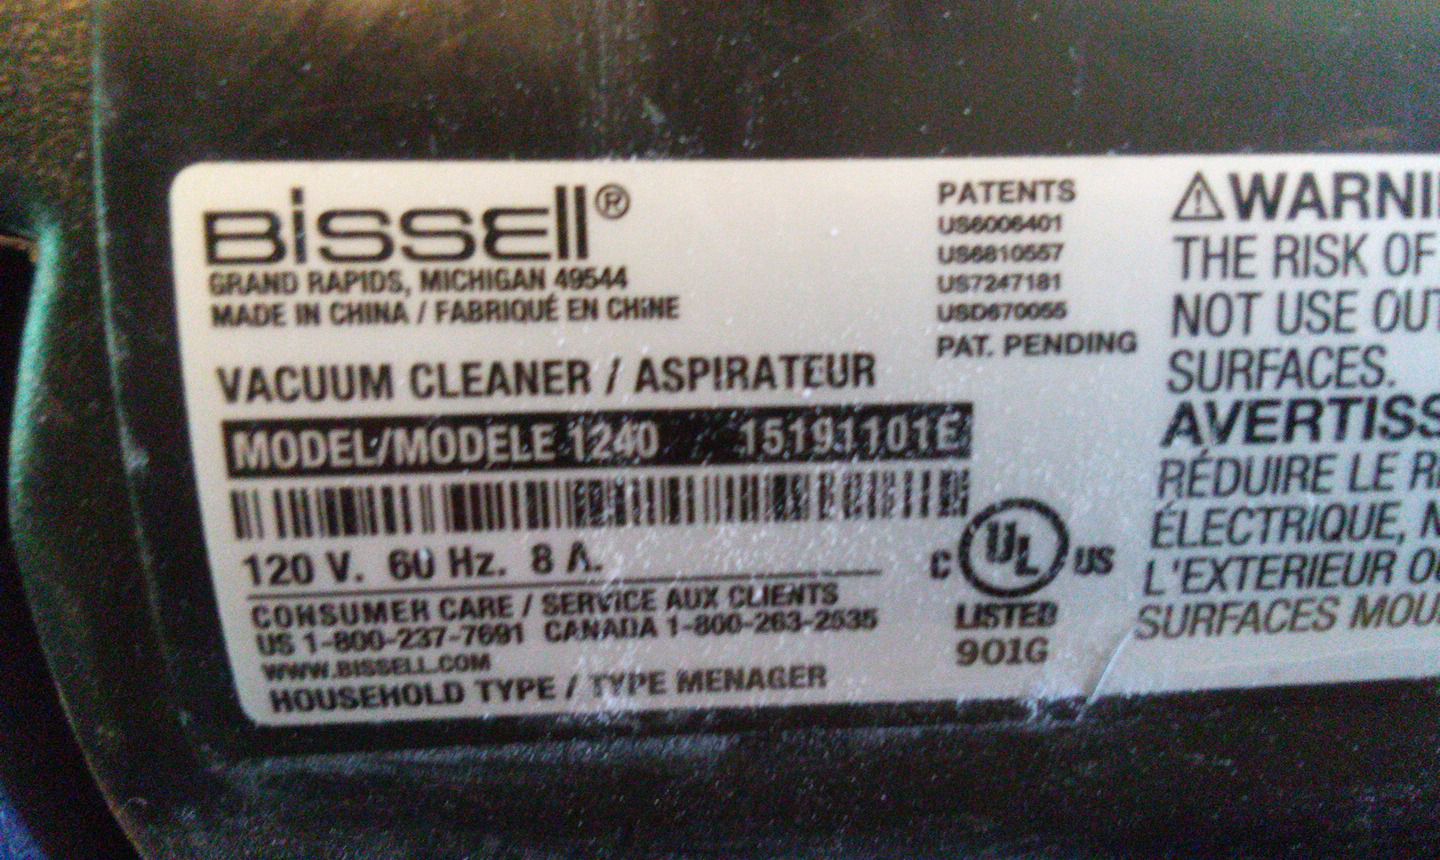 BISSELL®
GRAND RAPIDS, MICHIGAN 49544
MADE IN CHINA / FABRIQUÉ EN CHINE
VACUUM CLEANER / ASPIRATEUR
MODEL/MODELE 1240 15191101E
120 V. 60 Hz. 8 A.
CONSUMER CARE / SERVICE AUX CLIENTS
US 1-800-237-7691 CANADA 1-800-263-2535
WWW.BISSELL.COM
HOUSEHOLD TYPE / TYPE MENAGER
PATENTS
US6006401
US6810557
US7247181
USD670055
PAT. PENDING
C UL US
LISTED
901G
⚠WARNI
THE RISK OF
NOT USE OUT
SURFACES.
AVERTISS
RÉDUIRE LE RI
ÉLECTRIQUE, N
L'EXTERIEUR OU
SURFACES MOU